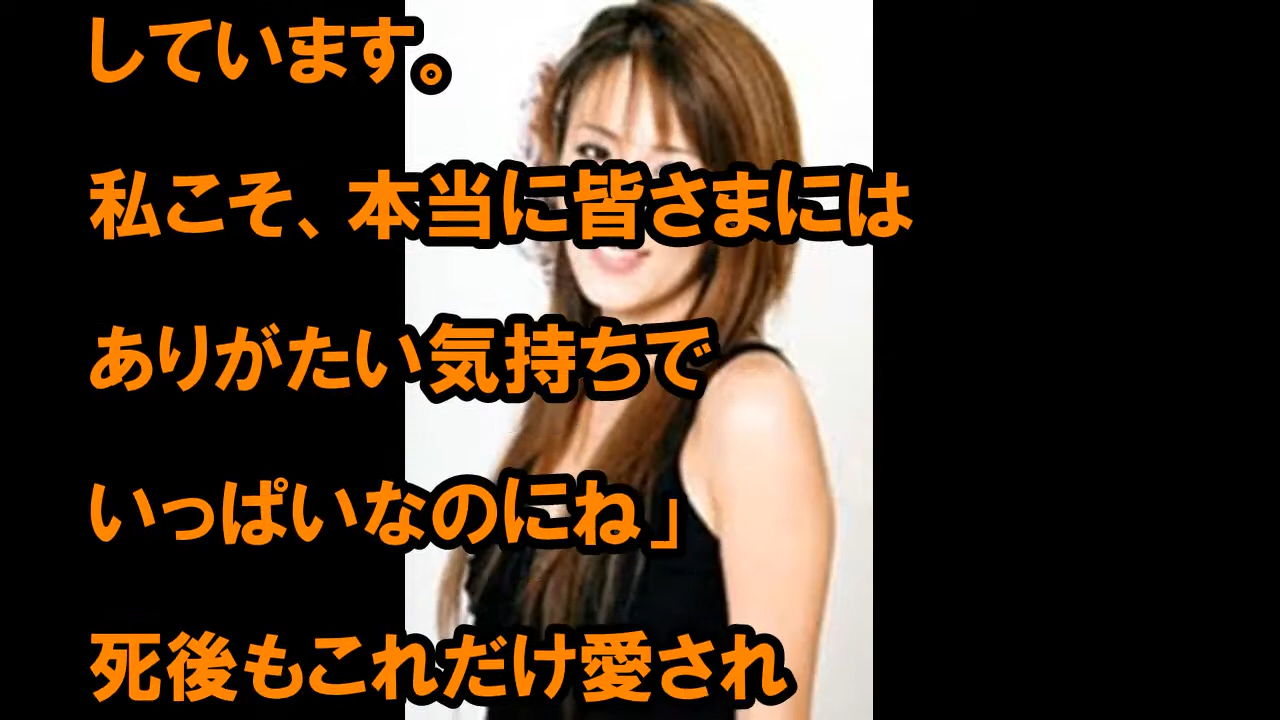 しています。
私こそ、本当に皆さまには
ありがたい気持ちで
いっぱいなのにね」
死後もこれだけ愛され